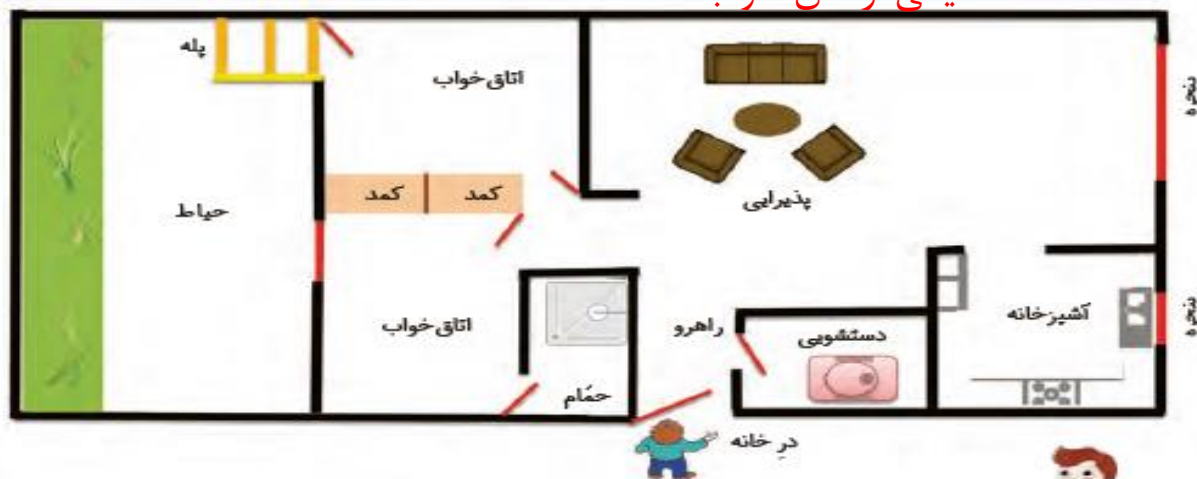 پله
اتاق خواب
پنجره
کمد
کمد
حیاط
پذیرایی
آشپزخانه
پنجره
راهرو
دستشویی
اتاق خواب
حمّام
درِ خانه